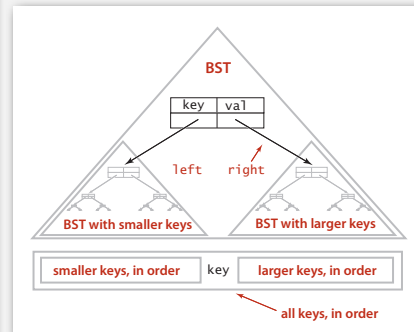 BST
key val
left right
BST with smaller keys BST with larger keys
smaller keys, in order key larger keys, in order
all keys, in order